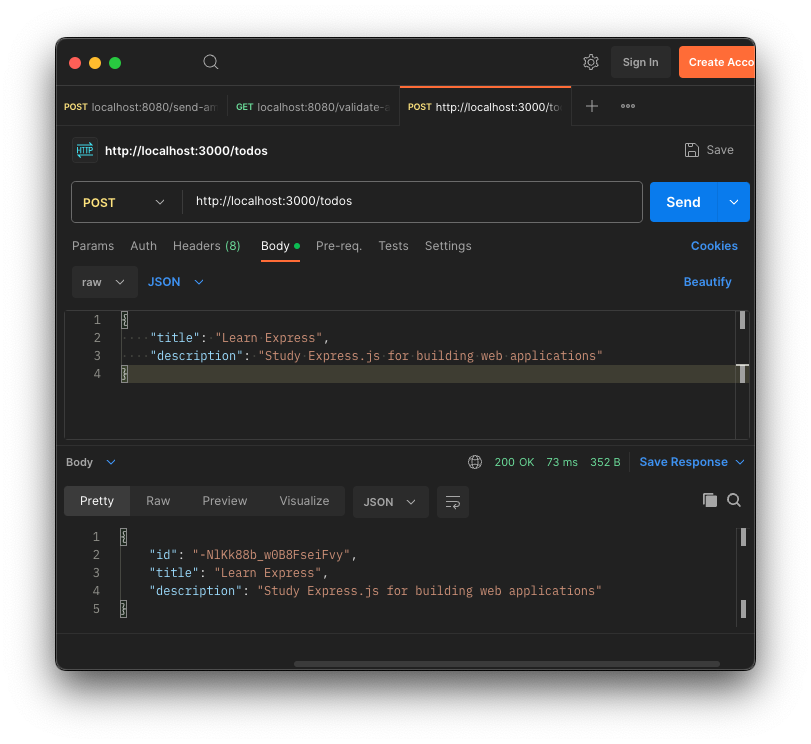 Sign In
Create Acco
POST localhost:8080/send-an
GET localhost:8080/validate-a
POST http://localhost:3000/to
HTTP http://localhost:3000/todos
Save
POST http://localhost:3000/todos
Send
Params Auth Headers (8) Body Pre-req. Tests Settings Cookies
raw JSON Beautify
1 {
2 "title": "Learn Express",
3 "description": "Study Express.js for building web applications"
4 }
Body 200 OK 73 ms 352 B Save Response
Pretty Raw Preview Visualize JSON
1 {
2 "id": "-NlKk88b_w0B8FseiFvy",
3 "title": "Learn Express",
4 "description": "Study Express.js for building web applications"
5 }